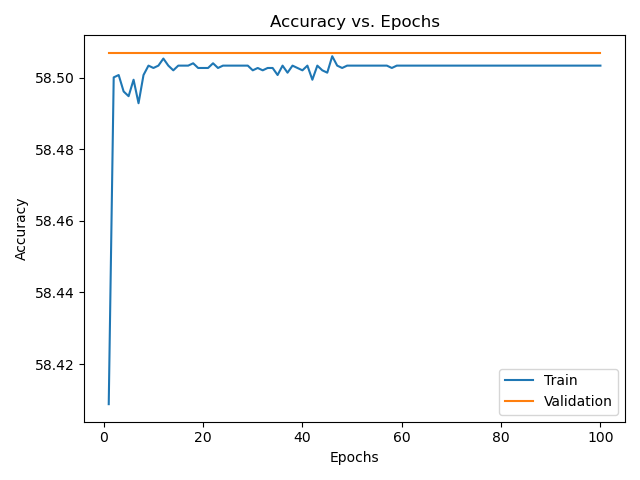 Accuracy vs. Epochs
58.50
58.48
58.46
58.44
58.42
Accuracy
0 20 40 60 80 100
Epochs
Train
Validation